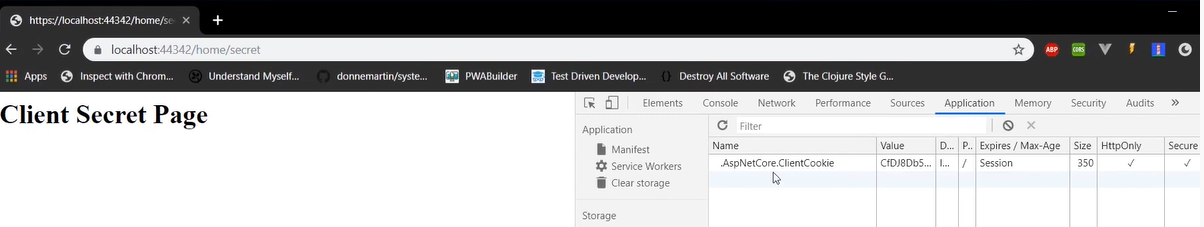 https://localhost:44342/home/se
localhost:44342/home/secret
ABP CORS
Apps Inspect with Chrom... Understand Myself... donnemartin/syste... PWABuilder Test Driven Develop... Destroy All Software The Clojure Style G...
Client Secret Page
Elements Console Network Performance Sources Application Memory Security Audits »
Application
Manifest
Service Workers
Clear storage
Storage
Filter
Name Value D... P.. Expires / Max-Age Size HttpOnly Secure
.AspNetCore.ClientCookie CfDJ8Db5... l... / Session 350 ✓ ✓